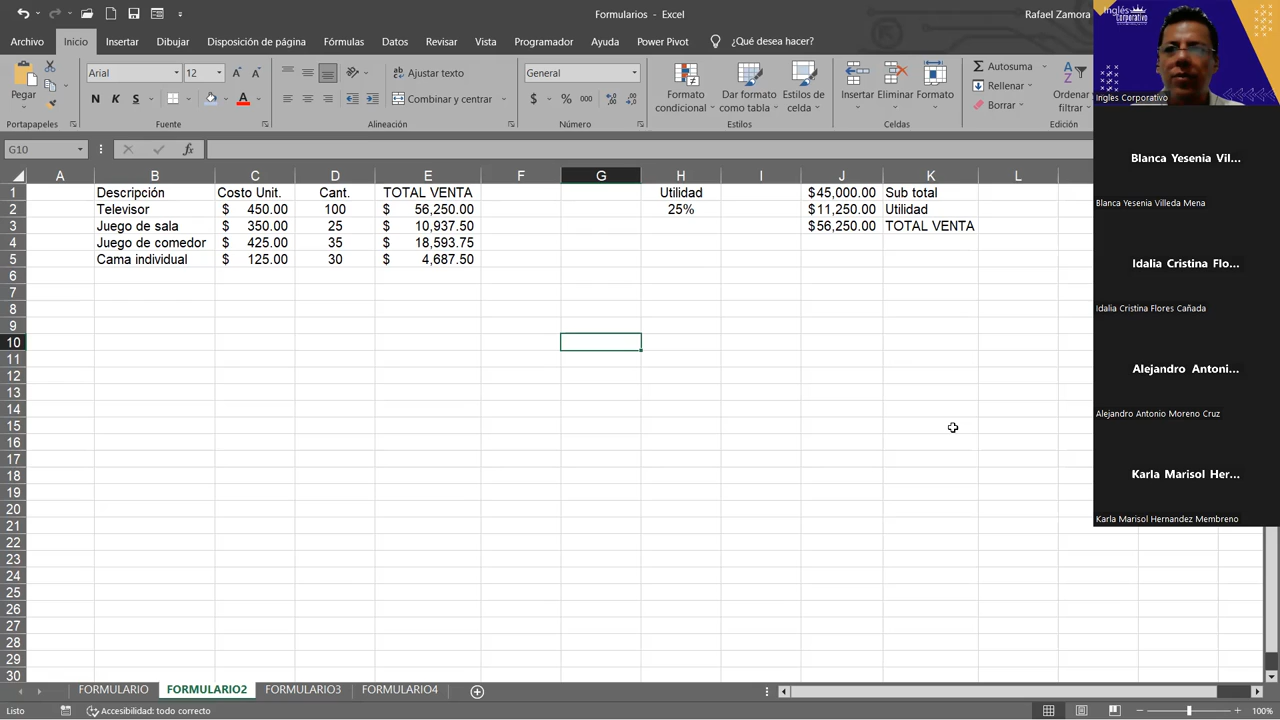 Formularios - Excel
Rafael Zamora
Archivo Inicio Insertar Dibujar Disposición de página Fórmulas Datos Revisar Vista Programador Ayuda Power Pivot ¿Qué desea hacer?
Pegar
Arial 12
N K S
Ajustar texto
Combinar y centrar
General
$ % 000
Formato condicional
Dar formato como tabla
Estilos de celda
Insertar Eliminar Formato
Autosuma
Rellenar
Borrar
Ordenar filtrar
Portapapeles Fuente Alineación Número Estilos Celdas Edición
G10 fx
A B C D E F G H I J K L
1 Descripción Costo Unit. Cant. TOTAL VENTA Utilidad $45,000.00 Sub total
2 Televisor $ 450.00 100 $ 56,250.00 25% $11,250.00 Utilidad
3 Juego de sala $ 350.00 25 $ 10,937.50 $56,250.00 TOTAL VENTA
4 Juego de comedor $ 425.00 35 $ 18,593.75
5 Cama individual $ 125.00 30 $ 4,687.50
6
7
8
9
10
11
12
13
14
15
16
17
18
19
20
21
22
23
24
25
26
27
28
29
30
FORMULARIO FORMULARIO2 FORMULARIO3 FORMULARIO4
Listo Accesibilidad: todo correcto 100%
Inglés Corporativo
Ingles Corporativo
Blanca Yesenia Vil...
Blanca Yesenia Villeda Mena
Idalia Cristina Flo...
Idalia Cristina Flores Cañada
Alejandro Antoni...
Alejandro Antonio Moreno Cruz
Karla Marisol Her...
Karla Marisol Hernandez Membreno